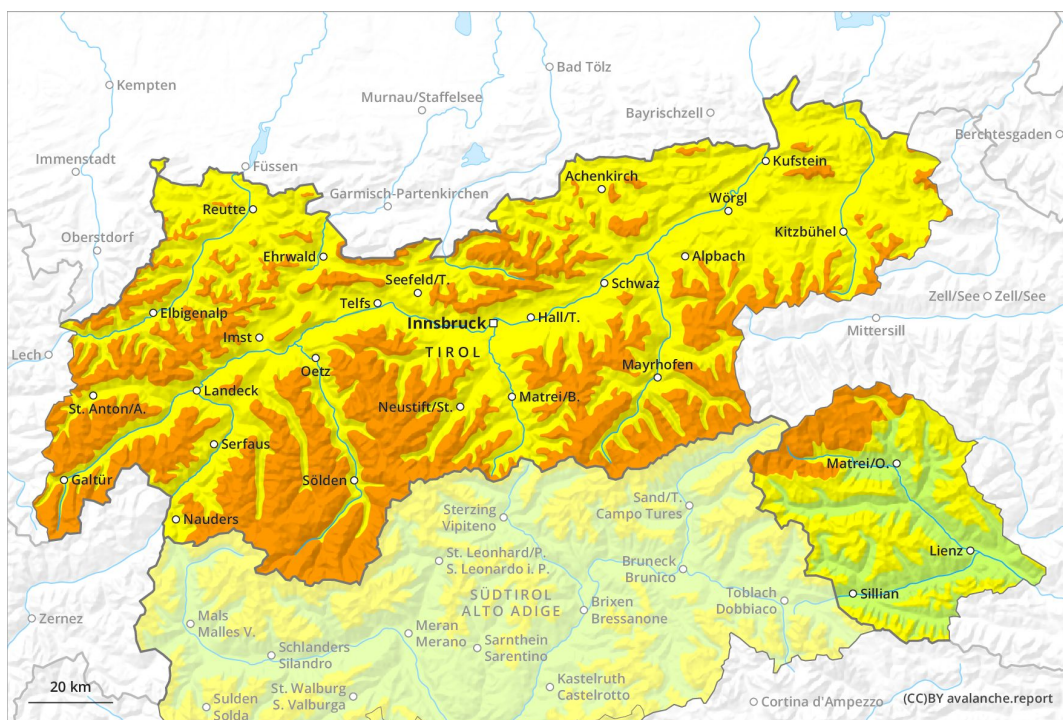 Kempten
Bad Tölz
Murnau/Staffelsee
Bayrischzell
Berchtesgaden
Immenstadt
Füssen
Kufstein
Achenkirch
Garmisch-Partenkirchen
Wörgl
Reutte
Oberstdorf
Kitzbühel
Ehrwald
Alpbach
Seefeld/T.
Schwaz
Zell/See
Zell/See
Telfs
Elbigenalp
Innsbruck
Hall/T.
Mittersill
Imst
Lech
TIROL
Oetz
Mayrhofen
Landeck
Matrei/B.
St. Anton/A.
Neustift/St.
Serfaus
Matrei/O.
Galtür
Sölden
Sand/T.
Campo Tures
Sterzing
Vipiteno
Nauders
Lienz
St. Leonhard/P.
S. Leonardo i. P.
Bruneck
Brunico
SÜDTIROL
ALTO ADIGE
Toblach
Dobbiaco
Sillian
Brixen
Bressanone
Zernez
Mals
Malles V.
Meran
Merano
Sarnthein
Sarentino
Schlanders
Silandro
Kastelruth
Castelrotto
St. Walburg
S. Valburga
Sulden
Solda
20 km
Cortina d'Ampezzo
(CC)BY avalanche.report